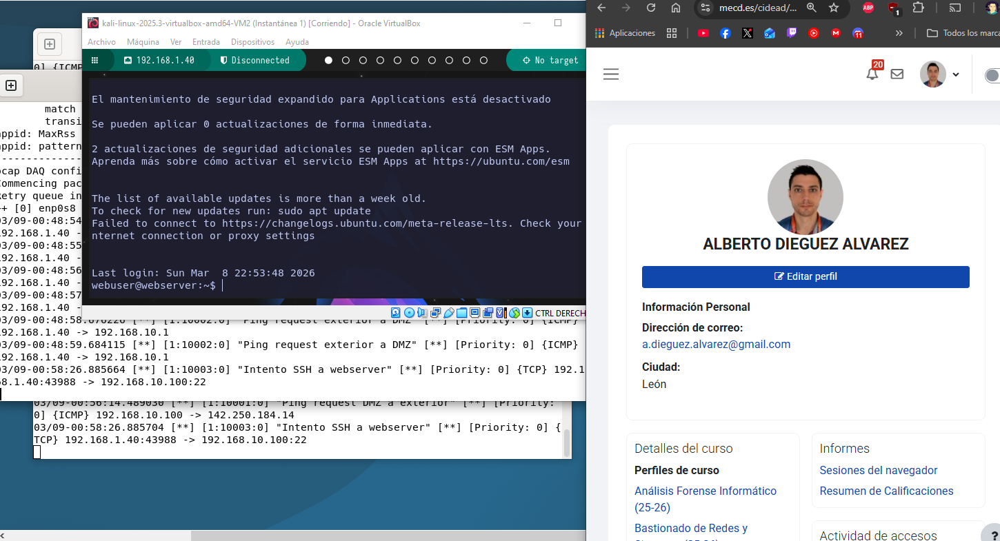 kali-linux-2025.3-virtualbox-amd64-VM2 (Instantánea 1) [Corriendo] - Oracle VirtualBox
Archivo Máquina Ver Entrada Dispositivos Ayuda
192.168.1.40 Disconnected No target
El mantenimiento de seguridad expandido para Applications está desactivado
Se pueden aplicar 0 actualizaciones de forma inmediata.
2 actualizaciones de seguridad adicionales se pueden aplicar con ESM Apps.
Aprenda más sobre cómo activar el servicio ESM Apps at https://ubuntu.com/esm
The list of available updates is more than a week old.
To check for new updates run: sudo apt update
Failed to connect to https://changelogs.ubuntu.com/meta-release-lts. Check your
nternet connection or proxy settings
Last login: Sun Mar  8 22:53:48 2026
webuser@webserver:~$
CTRL DERECH
0] {ICMP
match
transi
appid: MaxRss
appid: pattern
--------------
pcap DAQ confi
Commencing pac
Retry queue in
++ [0] enp0s8
03/09-00:48:54
192.168.1.40 -
03/09-00:48:55
192.168.1.40 -
03/09-00:48:56
192.168.1.40 -
03/09-00:48:57
192.168.1.40 -
03/09-00:48:58.676226 [**] [1:10002:0] "Ping request exterior a DMZ" [**] [Priority: 0] {ICMP}
192.168.1.40 -> 192.168.10.1
03/09-00:48:59.684115 [**] [1:10002:0] "Ping request exterior a DMZ" [**] [Priority: 0] {ICMP}
192.168.1.40 -> 192.168.10.1
03/09-00:58:26.885664 [**] [1:10003:0] "Intento SSH a webserver" [**] [Priority: 0] {TCP} 192.1
68.1.40:43988 -> 192.168.10.100:22
03/09-00:56:14.489030 [**] [1:10001:0] "Ping request DMZ a exterior" [**] [Priority:
0] {ICMP} 192.168.10.100 -> 142.250.184.14
03/09-00:58:26.885704 [**] [1:10003:0] "Intento SSH a webserver" [**] [Priority: 0] {
TCP} 192.168.1.40:43988 -> 192.168.10.100:22
mecd.es/cidead/...
ABP
1
Aplicaciones
11
» Todos los marca
20
ALBERTO DIEGUEZ ALVAREZ
Editar perfil
Información Personal
Dirección de correo:
a.dieguez.alvarez@gmail.com
Ciudad:
León
Detalles del curso
Perfiles de curso
Análisis Forense Informático
(25-26)
Bastionado de Redes y
Informes
Sesiones del navegador
Resumen de Calificaciones
Actividad de accesos
?